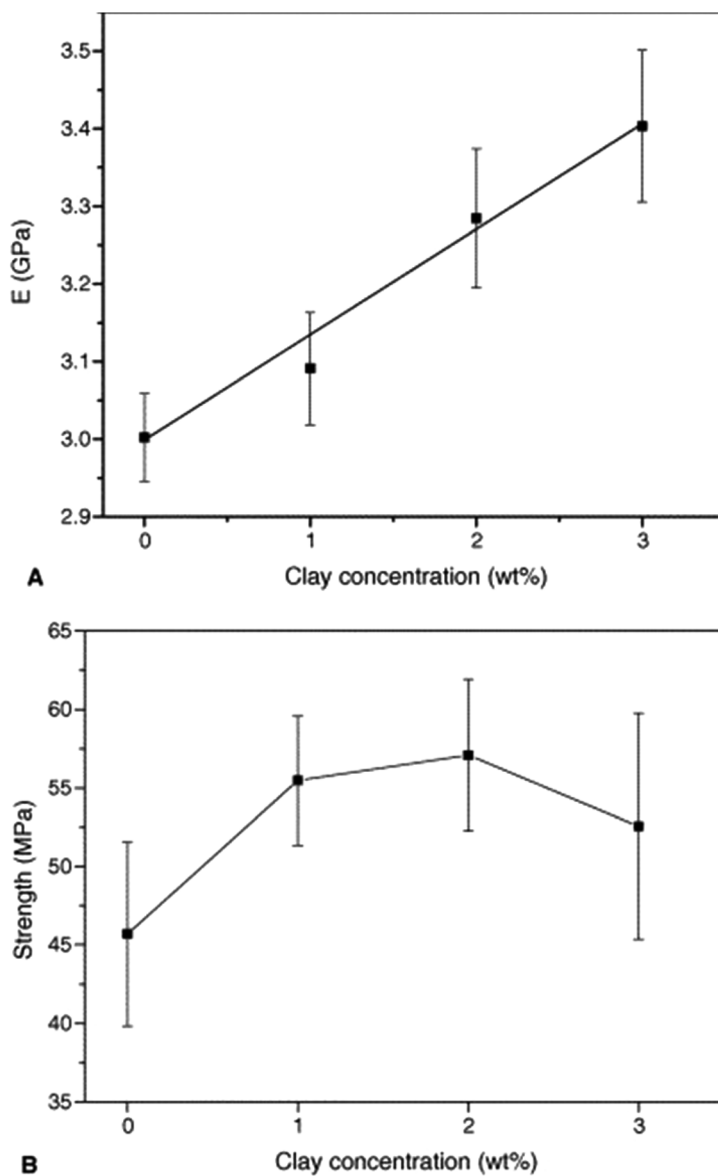 3.5
3.4
3.3
3.2
3.1
3.0
2.9
E (GPa)
0 1 2 3
A Clay concentration (wt%)
65
60
55
50
45
40
35
Strength (MPa)
0 1 2 3
B Clay concentration (wt%)